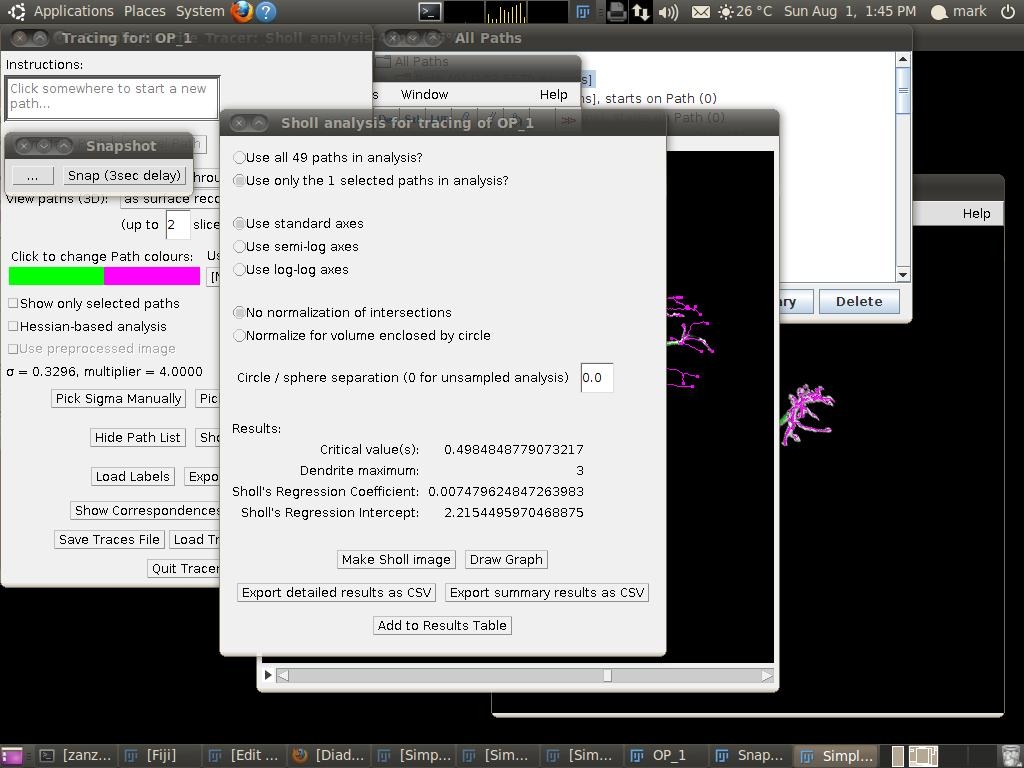 Applications Places System
26 °C Sun Aug 1, 1:45 PM mark
Tracing for: OP_1
All Paths
Instructions:
Click somewhere to start a new
path...
All Paths
s Window Help
], starts on Path (0)
Snapshot
... Snap (3sec delay)
View paths (3D):
(up to 2 slice
Click to change Path colours:
Show only selected paths
Hessian-based analysis
Use preprocessed image
σ = 0.3296, multiplier = 4.0000
Pick Sigma Manually Pic
Hide Path List Sho
Load Labels Expo
Show Correspondences
Save Traces File Load Tr
Quit Tracer
Sholl analysis for tracing of OP_1
Use all 49 paths in analysis?
Use only the 1 selected paths in analysis?
Use standard axes
Use semi-log axes
Use log-log axes
No normalization of intersections
Normalize for volume enclosed by circle
Circle / sphere separation (0 for unsampled analysis) 0.0
Results:
Critical value(s): 0.4984848779073217
Dendrite maximum: 3
Sholl's Regression Coefficient: 0.007479624847263983
Sholl's Regression Intercept: 2.2154495970468875
Make Sholl image Draw Graph
Export detailed results as CSV Export summary results as CSV
Add to Results Table
Help
ry Delete
[zanz... [Fiji] [Edit ... [Diad... [Simp... [Sim... [Sim... OP_1 Snap... Simpl...